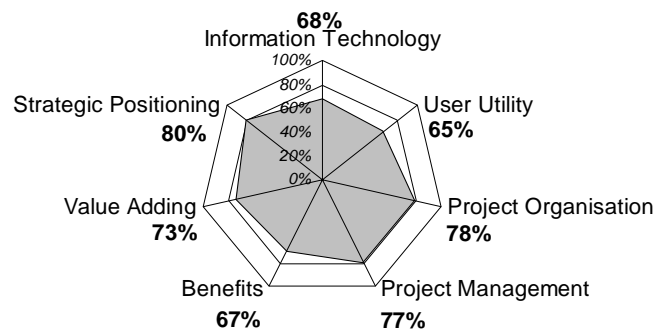 68%
Information Technology
100%
80%
60%
40%
20%
0%
User Utility
65%
Project Organisation
78%
Project Management
77%
Benefits
67%
Value Adding
73%
Strategic Positioning
80%